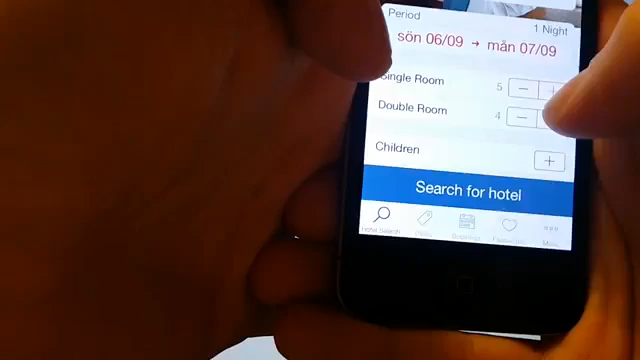 Period
1 Night
sön 06/09 → mån 07/09
Single Room 5 − +
Double Room 4 −
Children +
Search for hotel
Hotel Search